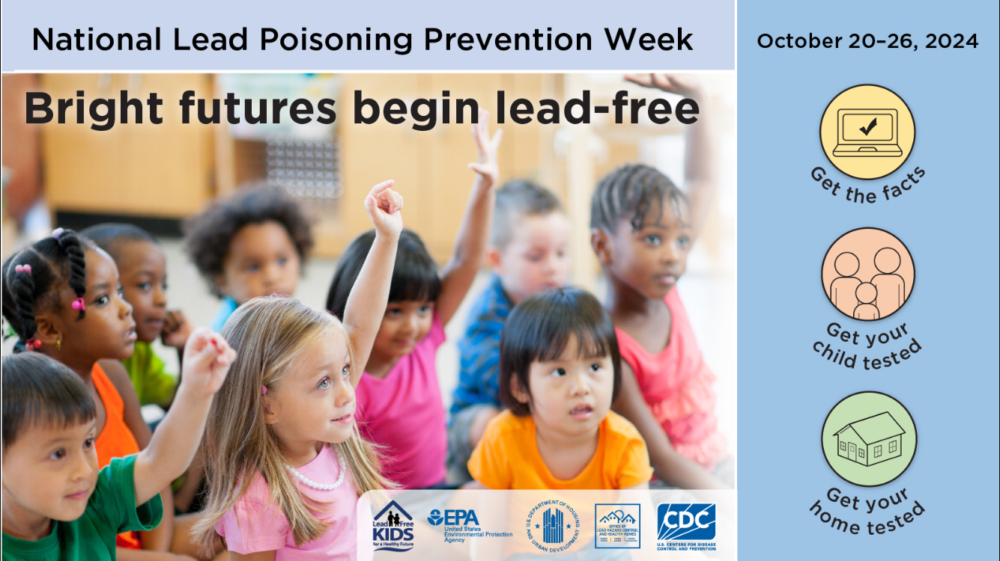 National Lead Poisoning Prevention Week
October 20–26, 2024
Bright futures begin lead-free
Get the facts
Get your
child tested
Get your
home tested
Lead Free
KIDS
for a Healthy Future
EPA
United States
Environmental Protection
Agency
U.S. DEPARTMENT OF HOUSING
AND URBAN DEVELOPMENT
OFFICE OF
LEAD HAZARD CONTROL
AND HEALTHY HOMES
CDC
U.S. CENTERS FOR DISEASE
CONTROL AND PREVENTION